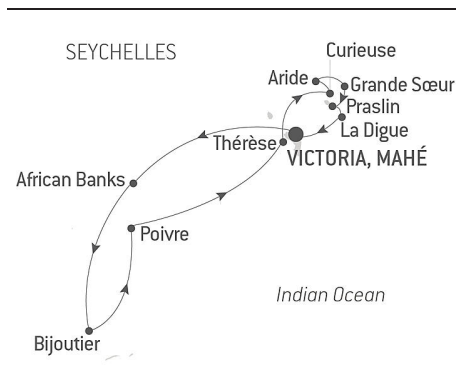 SEYCHELLES
Curieuse
Aride
Grande Sœur
Praslin
La Digue
Thérèse
VICTORIA, MAHÉ
African Banks
Poivre
Indian Ocean
Bijoutier